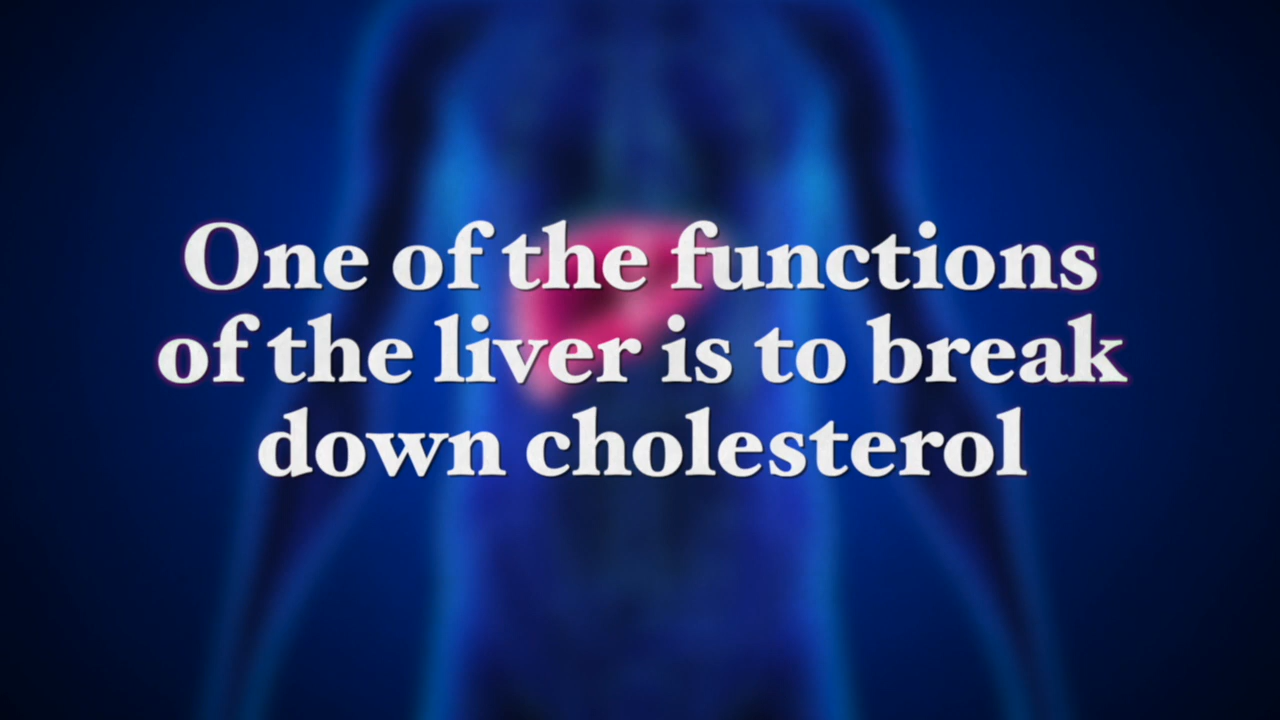 One of the functions
of the liver is to break
down cholesterol